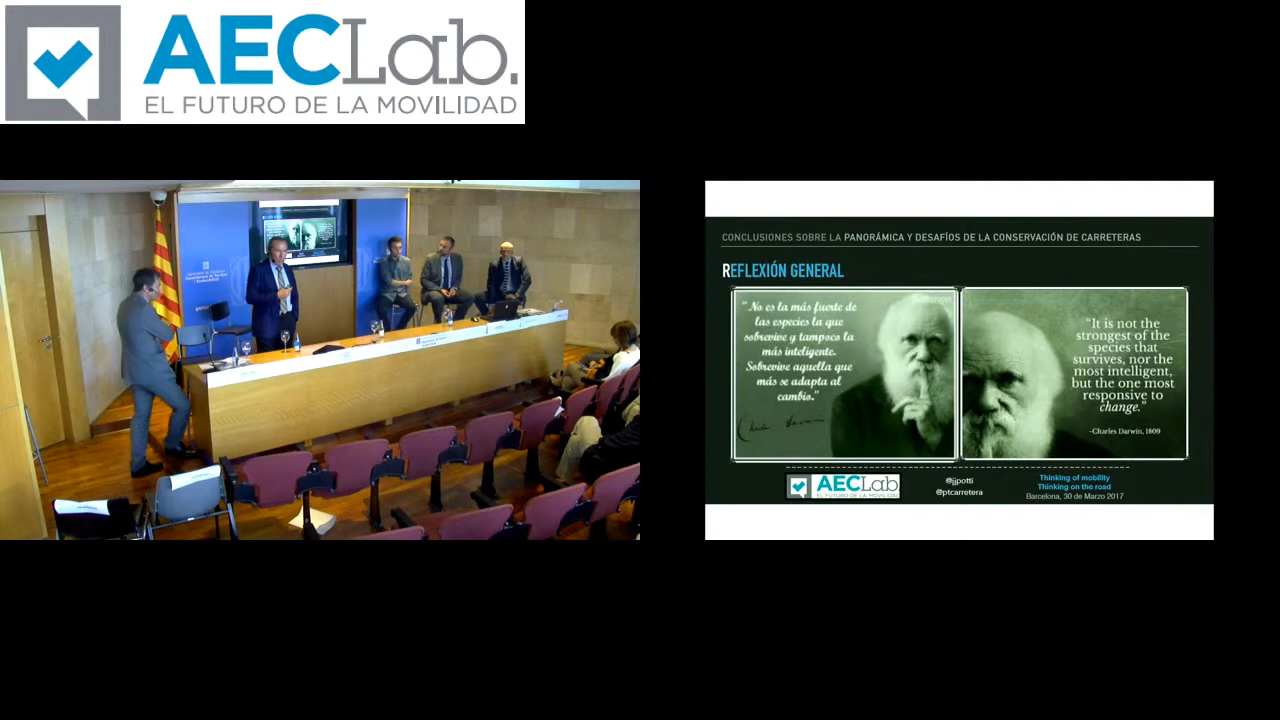 AECLab.
EL FUTURO DE LA MOVILIDAD
CONCLUSIONES SOBRE LA PANORÁMICA Y DESAFÍOS DE LA CONSERVACIÓN DE CARRETERAS
REFLEXIÓN GENERAL
“No es la más fuerte de
las especies la que
sobrevive y tampoco la
más inteligente.
Sobrevive aquella que
más se adapta al
cambio.”
“It is not the
strongest of the
species that
survives, nor the
most intelligent,
but the one most
responsive to
change.”
-Charles Darwin, 1809
AECLab
EL FUTURO DE LA MOVILIDAD
@jjpotti
@ptcarretera
Thinking of mobility
Thinking on the road
Barcelona, 30 de Marzo 2017